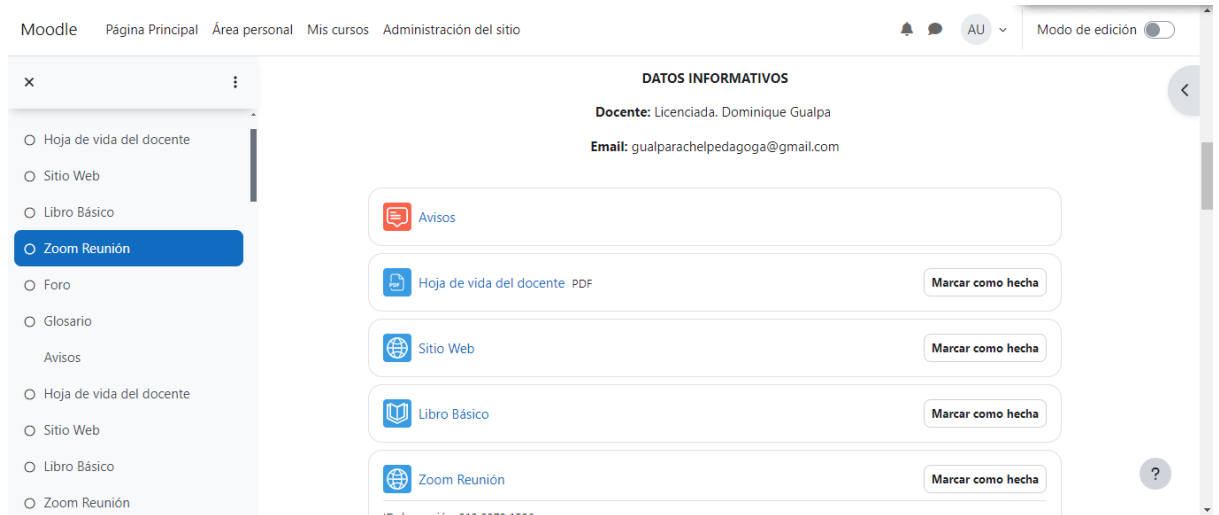 Moodle Página Principal Área personal Mis cursos Administración del sitio AU Modo de edición
Hoja de vida del docente
Sitio Web
Libro Básico
Zoom Reunión
Foro
Glosario
Avisos
Hoja de vida del docente
Sitio Web
Libro Básico
Zoom Reunión
DATOS INFORMATIVOS
Docente: Licenciada. Dominique Gualpa
Email: gualparachelpedagoga@gmail.com
Avisos
PDF Hoja de vida del docente PDF Marcar como hecha
Sitio Web Marcar como hecha
Libro Básico Marcar como hecha
Zoom Reunión Marcar como hecha
?